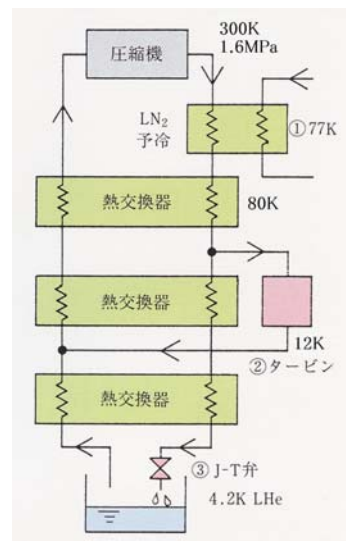 圧縮機
300K
1.6MPa
LN₂
予冷
①77K
熱交換器
80K
熱交換器
12K
②タービン
熱交換器
③J-T弁
4.2K LHe